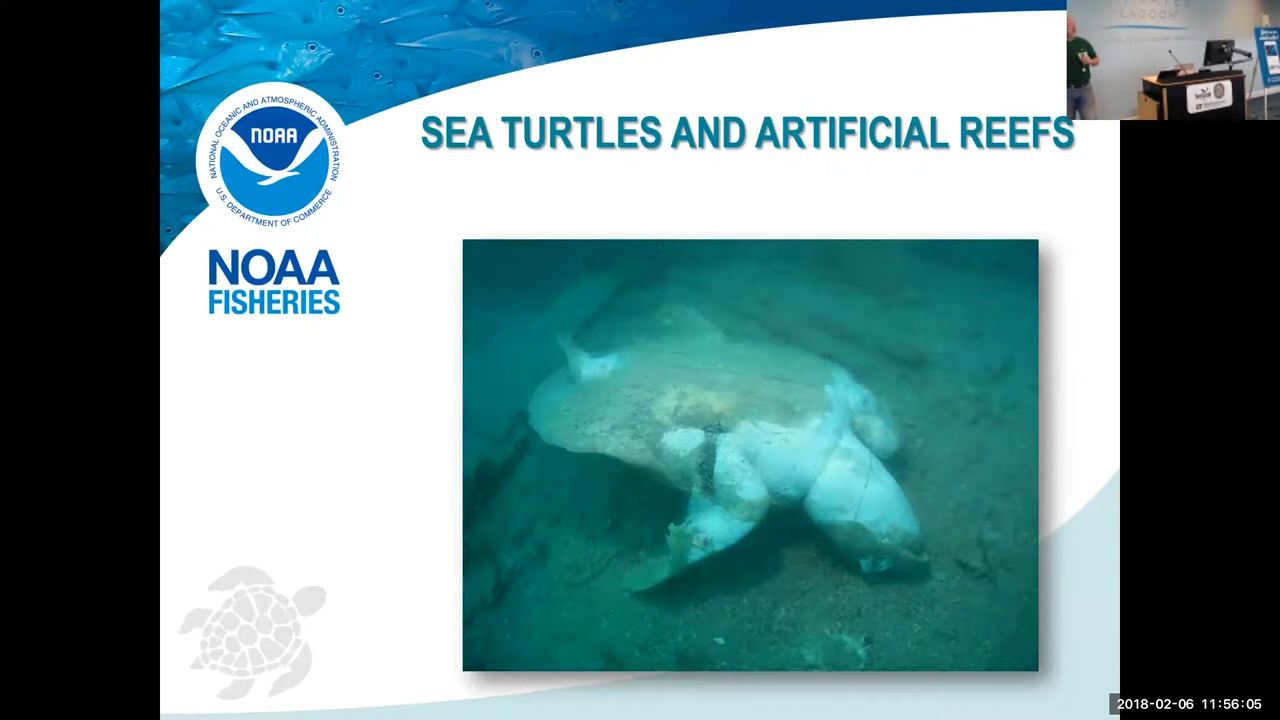 SEA TURTLES AND ARTIFICIAL REEFS
NATIONAL OCEANIC AND ATMOSPHERIC ADMINISTRATION
NOAA
U.S. DEPARTMENT OF COMMERCE
NOAA
FISHERIES
LAGOON
2018-02-06 11:56:05